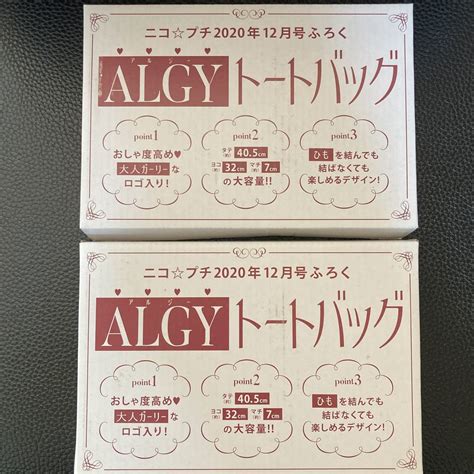 ニコ☆プチ2020年12月号ふろく
アルジー
ALGY トートバッグ
point1
おしゃ度高め♥
大人ガーリーな
ロゴ入り!
point2
タテ(約)40.5cm
ヨコ(約)32cm マチ(約)7cm
の大容量!!
point3
ひもを結んでも
結ばなくても
楽しめるデザイン!
ニコ☆プチ2020年12月号ふろく
アルジー
ALGY トートバッグ
point1
おしゃ度高め♥
大人ガーリーな
ロゴ入り!
point2
タテ(約)40.5cm
ヨコ(約)32cm マチ(約)7cm
の大容量!!
point3
ひもを結んでも
結ばなくても
楽しめるデザイン!